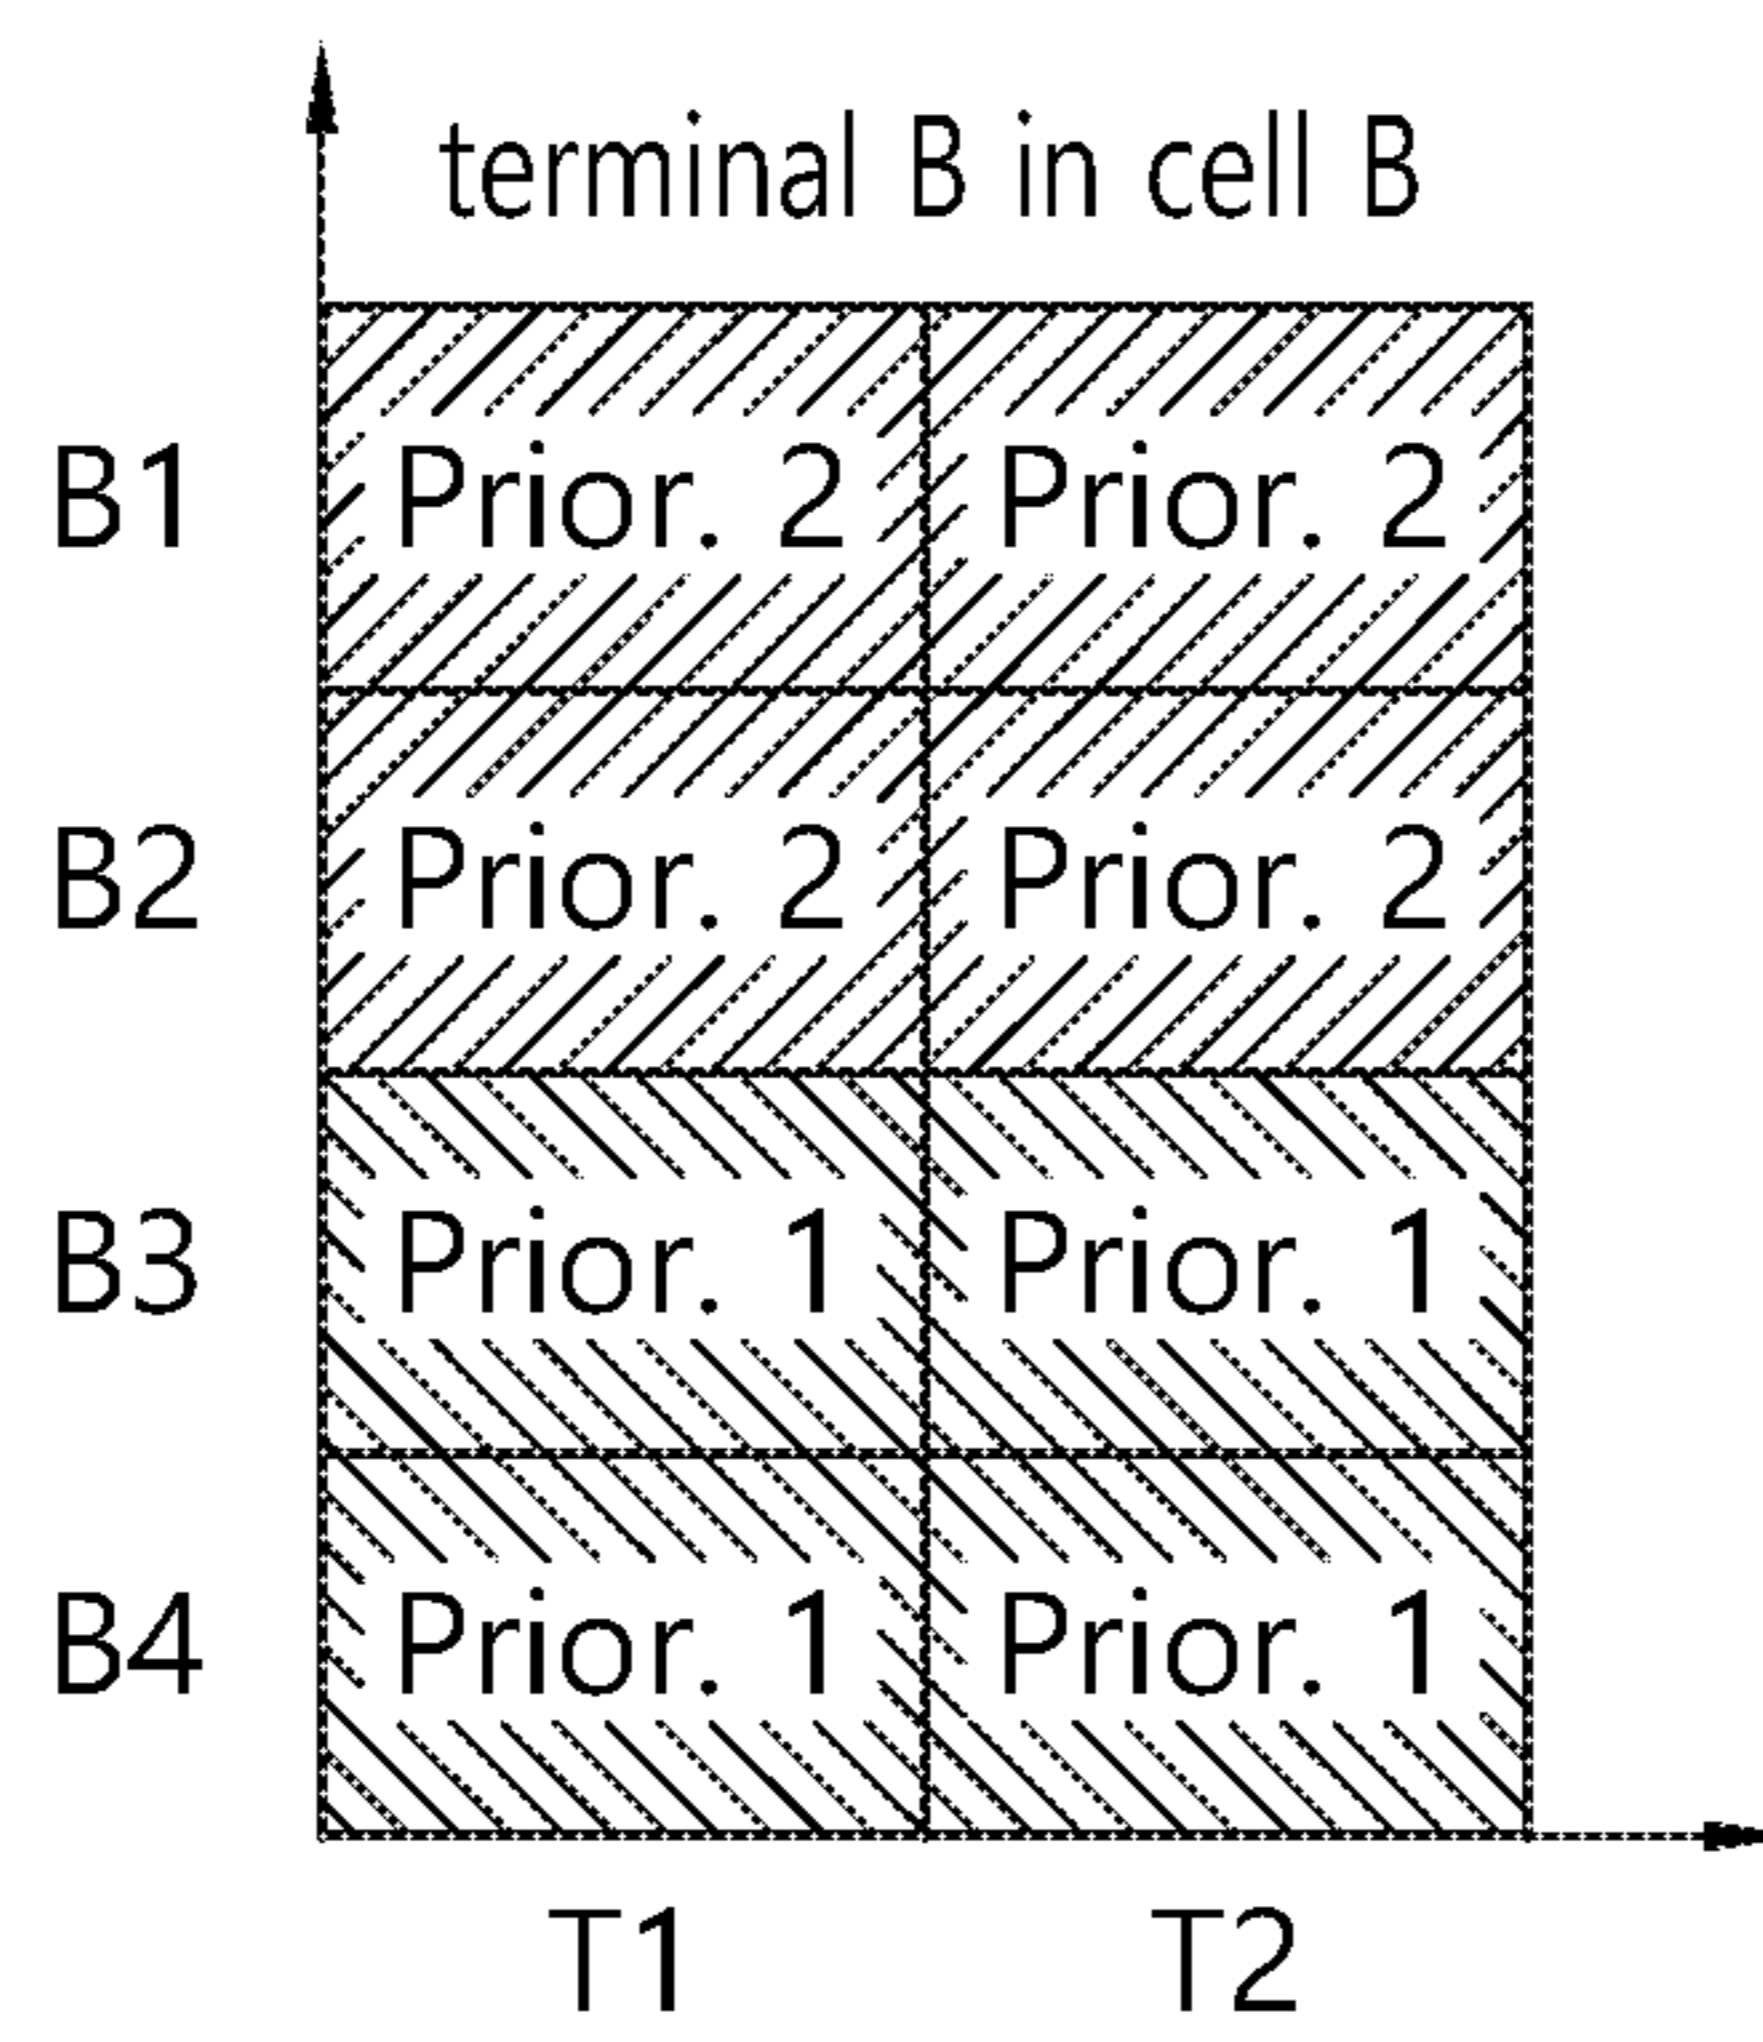 terminal B in cell B
B1 Prior. 2 Prior. 2
B2 Prior. 2 Prior. 2
B3 Prior. 1 Prior. 1
B4 Prior. 1 Prior. 1
T1 T2